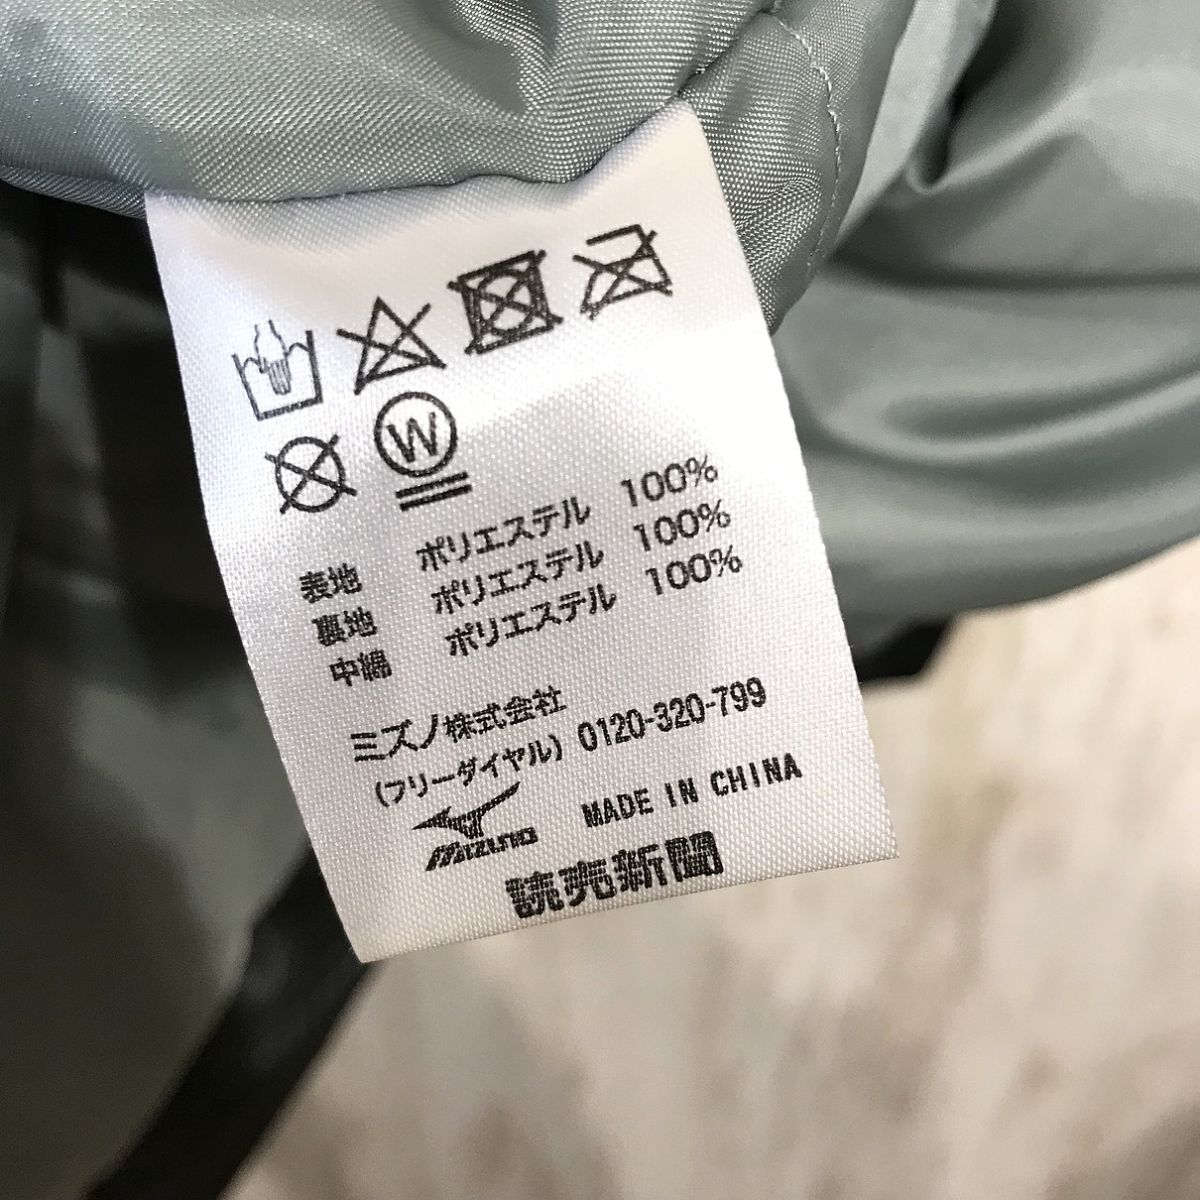 W
表地 ポリエステル 100%
裏地 ポリエステル 100%
中綿 ポリエステル 100%
ミズノ株式会社
(フリーダイヤル) 0120-320-799
MIZUNO MADE IN CHINA
読売新聞